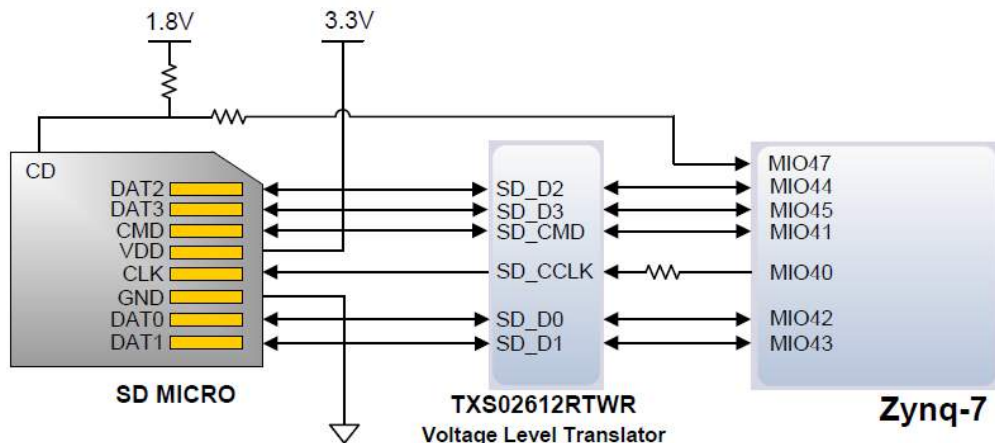 1.8V
3.3V
CD
DAT2
DAT3
CMD
VDD
CLK
GND
DAT0
DAT1
SD MICRO
SD_D2
SD_D3
SD_CMD
SD_CCLK
SD_D0
SD_D1
TXS02612RTWR
Voltage Level Translator
MIO47
MIO44
MIO45
MIO41
MIO40
MIO42
MIO43
Zynq-7